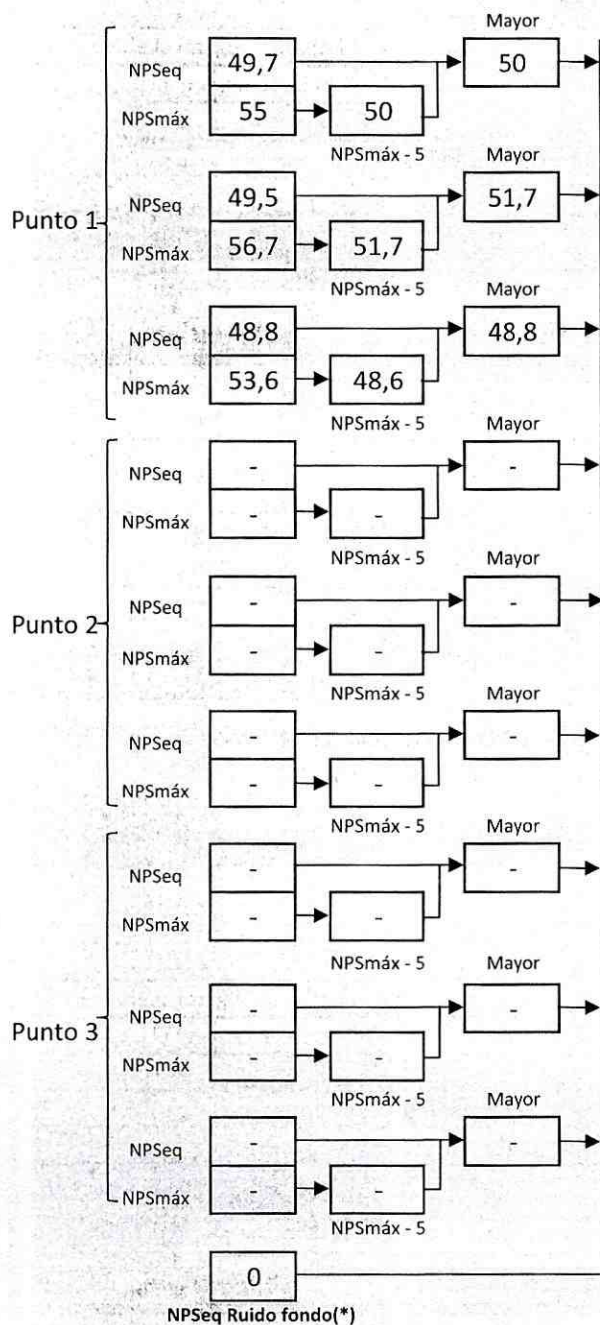 Mayor
NPSeq 49,7 50
NPSmáx 55 50
NPSmáx - 5
Mayor
NPSeq 49,5 51,7
Punto 1
NPSmáx 56,7 51,7
NPSmáx - 5
Mayor
NPSeq 48,8 48,8
NPSmáx 53,6 48,6
NPSmáx - 5
Mayor
NPSeq - -
NPSmáx - -
NPSmáx - 5
Mayor
NPSeq - -
Punto 2
NPSmáx - -
NPSmáx - 5
Mayor
NPSeq - -
NPSmáx - -
NPSmáx - 5
Mayor
NPSeq - -
NPSmáx - -
NPSmáx - 5
Mayor
NPSeq - -
Punto 3
NPSmáx - -
NPSmáx - 5
Mayor
NPSeq - -
NPSmáx - -
NPSmáx - 5
0
NPSeq Ruido fondo(*)